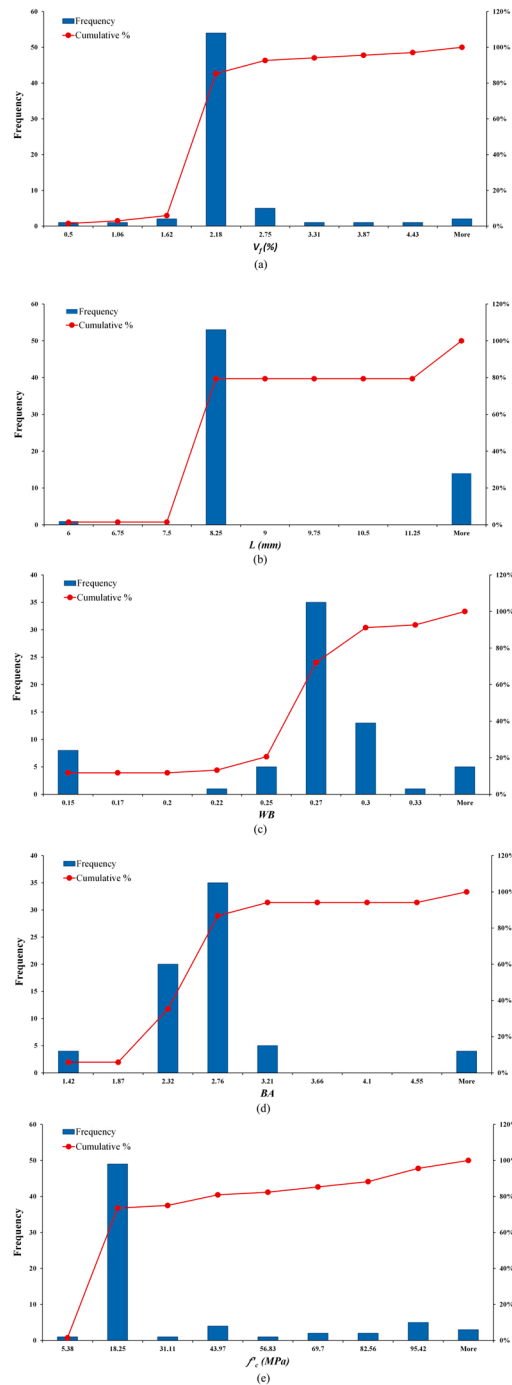 60 120%
Frequency
Cumulative %
50 100%
40 80%
30 60%
20 40%
10 20%
0 0%
Frequency
0.5 1.06 1.62 2.18 2.75 3.31 3.87 4.43 More
Vf (%)
(a)
60 120%
Frequency
Cumulative %
50 100%
40 80%
30 60%
20 40%
10 20%
0 0%
Frequency
6 6.75 7.5 8.25 9 9.75 10.5 11.25 More
L (mm)
(b)
40 120%
Frequency
35
Cumulative %
100%
30
80%
25
20 60%
15
40%
10
20%
5
0 0%
Frequency
0.15 0.17 0.2 0.22 0.25 0.27 0.3 0.33 More
WB
(c)
40 120%
Frequency
35
Cumulative %
100%
30
80%
25
20 60%
15
40%
10
20%
5
0 0%
Frequency
1.42 1.87 2.32 2.76 3.21 3.66 4.1 4.55 More
BA
(d)
60 120%
Frequency
Cumulative %
50 100%
40 80%
30 60%
20 40%
10 20%
0 0%
Frequency
5.38 18.25 31.11 43.97 56.83 69.7 82.56 95.42 More
f'c (MPa)
(e)